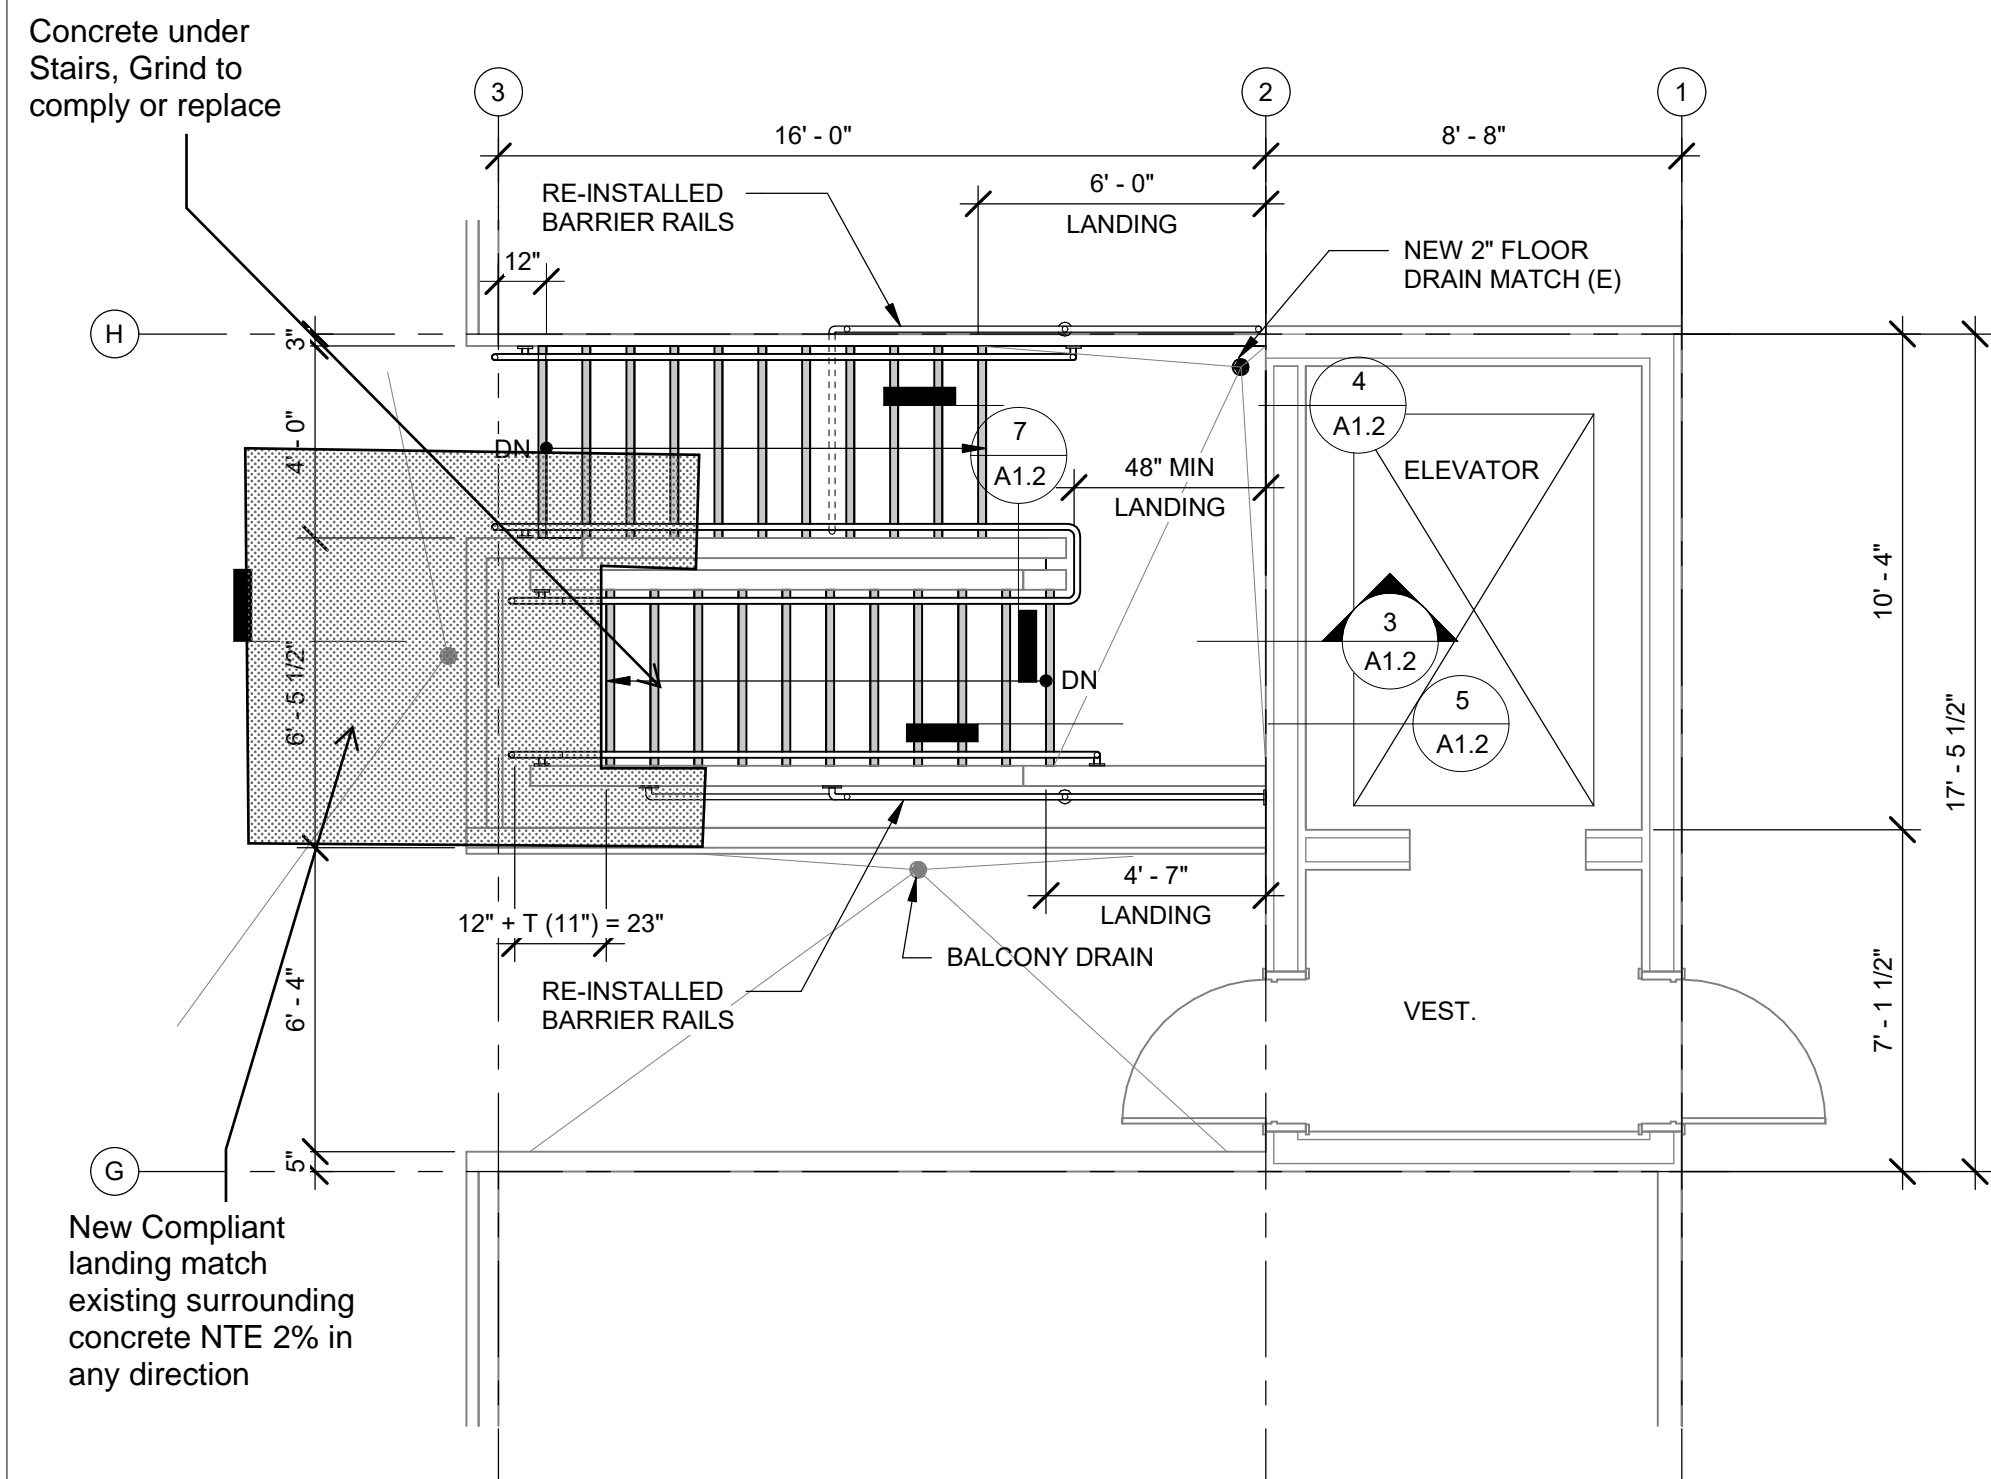 Concrete under
Stairs, Grind to
comply or replace
3
2
1
16' - 0"
8' - 8"
RE-INSTALLED
BARRIER RAILS
6' - 0"
LANDING
NEW 2" FLOOR
DRAIN MATCH (E)
12"
H
3"
4' - 0"
DN
7
A1.2
48" MIN
LANDING
4
A1.2
ELEVATOR
10' - 4"
3
A1.2
6' - 5 1/2"
DN
5
A1.2
17' - 5 1/2"
4' - 7"
LANDING
12" + T (11") = 23"
BALCONY DRAIN
RE-INSTALLED
BARRIER RAILS
6' - 4"
VEST.
7' - 1 1/2"
G
5"
New Compliant
landing match
existing surrounding
concrete NTE 2% in
any direction